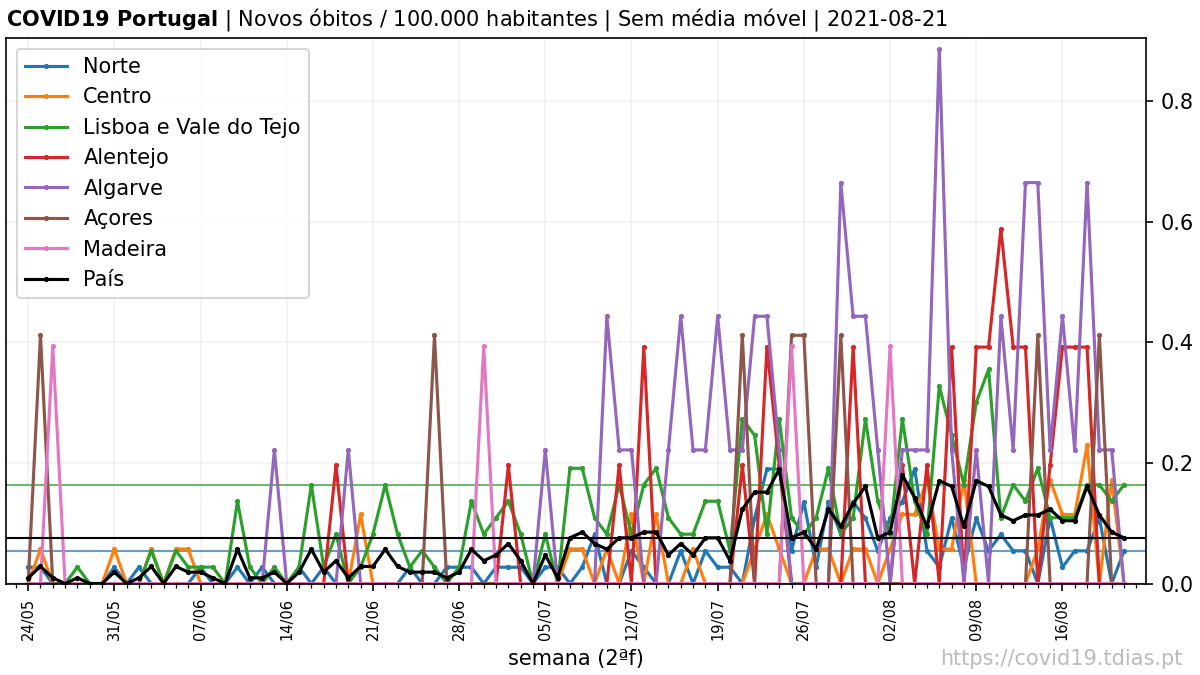 COVID19 Portugal | Novos óbitos / 100.000 habitantes | Sem média móvel | 2021-08-21
Norte
Centro
Lisboa e Vale do Tejo
Alentejo
Algarve
Açores
Madeira
País
0.8
0.6
0.4
0.2
0.0
24/05 31/05 07/06 14/06 21/06 28/06 05/07 12/07 19/07 26/07 02/08 09/08 16/08
semana (2ªf)
https://covid19.tdias.pt